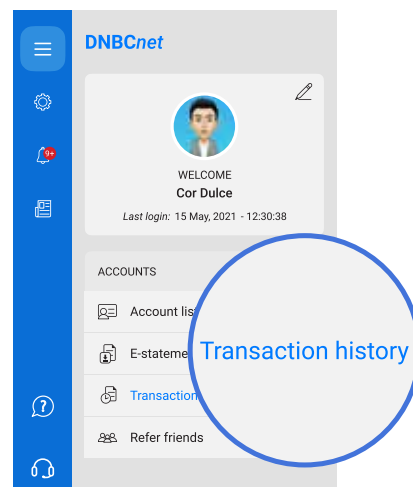 DNBCnet
9+
WELCOME
Cor Dulce
Last login: 15 May, 2021 - 12:30:38
ACCOUNTS
Account lis
E-stateme
Transaction history
Transaction
Refer friends
?